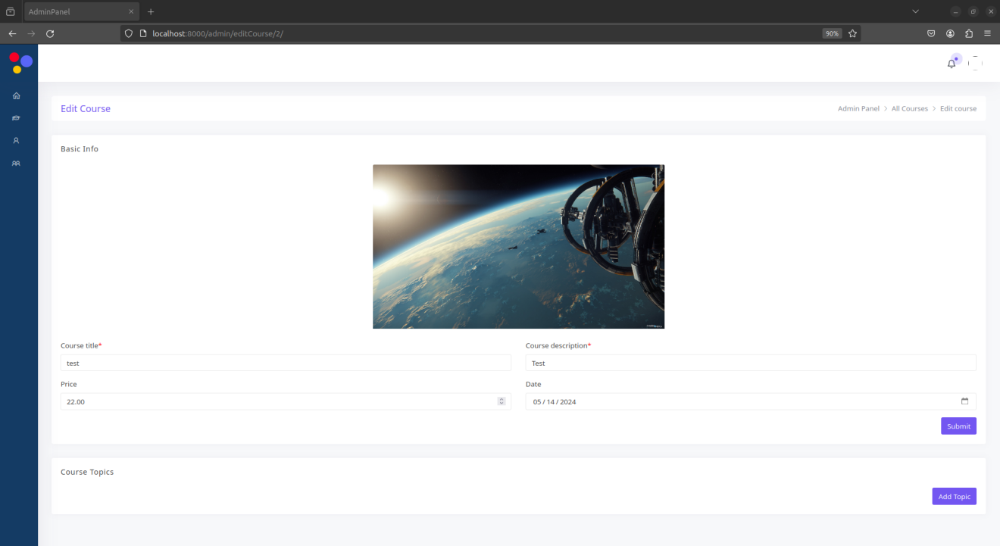 AdminPanel
localhost:8000/admin/editCourse/2/
90%
Edit Course
Admin Panel > All Courses > Edit course
Basic Info
Course title*
Course description*
test
Test
Price
Date
22.00
05 / 14 / 2024
Submit
Course Topics
Add Topic